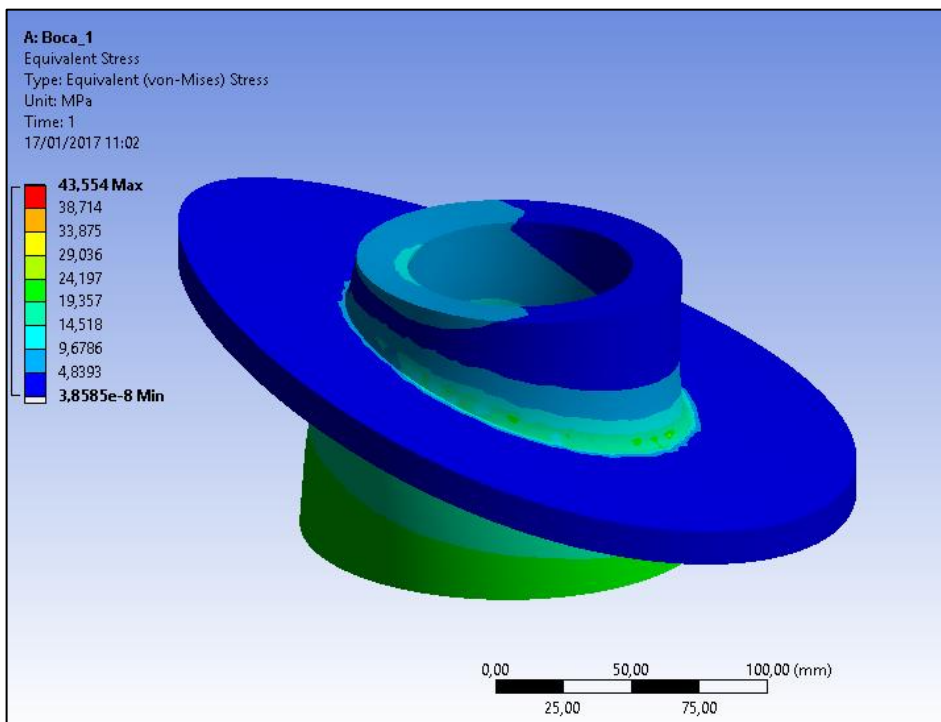 A: Boca_1
Equivalent Stress
Type: Equivalent (von-Mises) Stress
Unit: MPa
Time: 1
17/01/2017 11:02
43,554 Max
38,714
33,875
29,036
24,197
19,357
14,518
9,6786
4,8393
3,8585e-8 Min
0,00 50,00 100,00 (mm)
25,00 75,00